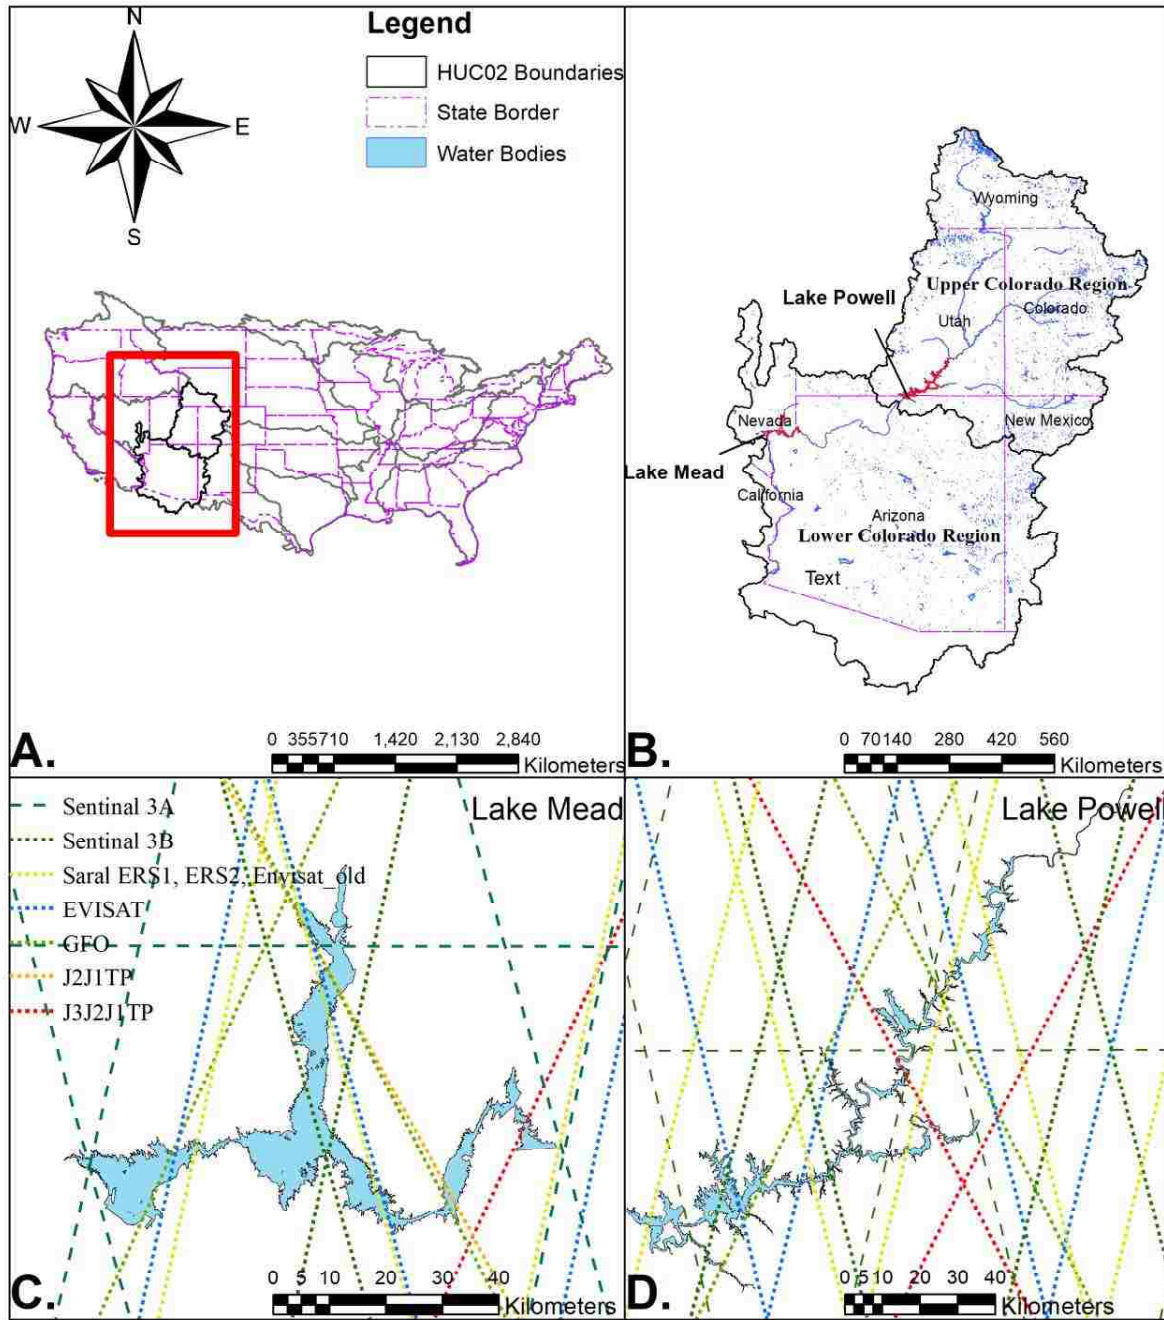 N
W E
S
Legend
HUC02 Boundaries
State Border
Water Bodies
A.
0 355710 1,420 2,130 2,840
Kilometers
Wyoming
Upper Colorado Region
Lake Powell
Colorado
Utah
Nevada
New Mexico
Lake Mead
California
Arizona
Lower Colorado Region
Text
B.
0 70140 280 420 560
Kilometers
Lake Mead
Sentinal 3A
Sentinal 3B
Saral ERS1, ERS2, Envisat_old
EVISAT
GFO
J2J1TP
J3J2J1TP
C.
0 5 10 20 30 40
Kilometers
Lake Powell
D.
0 5 10 20 30 40
Kilometers